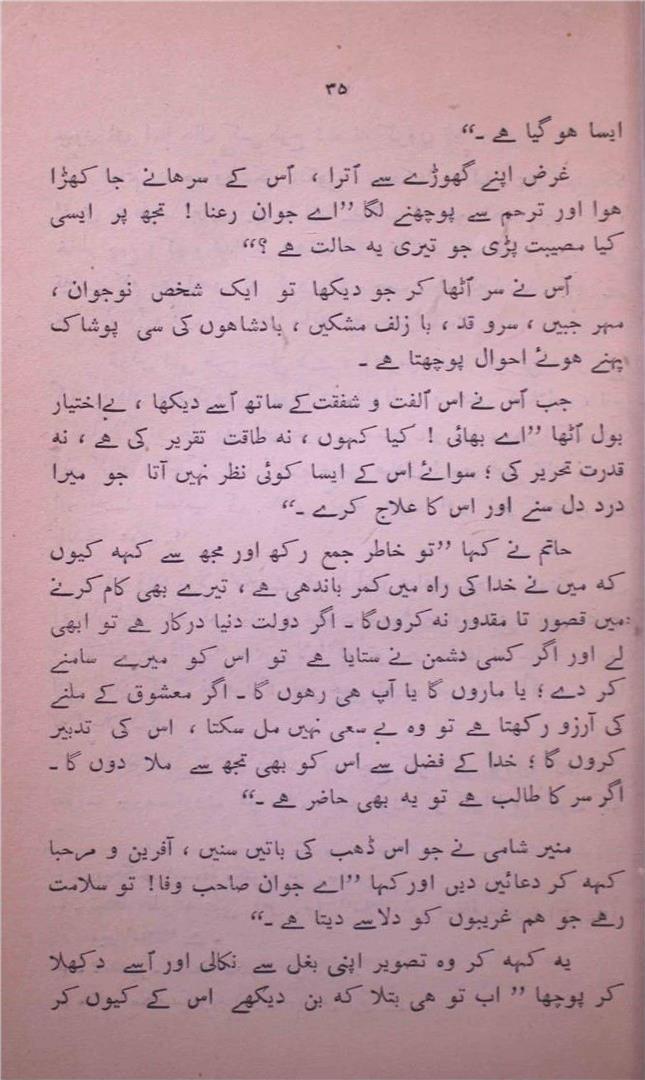 ۳۵
ایسا ہو گیا ہے ۔“
غرض اپنے گھوڑے سے اُترا ، اُس کے سرہانے جا کھڑا
ہوا اور ترحم سے پوچھنے لگا ”اے جوان رعنا ! تجھ پر ایسی
کیا مصیبت پڑی جو تیری یہ حالت ہے ؟“
اُس نے سر اُٹھا کر جو دیکھا تو ایک شخص نوجوان ،
مہر جبیں ، سرو قد ، با زلف مشکیں ، بادشاہوں کی سی پوشاک
پہنے ہوئے احوال پوچھتا ہے ۔
جب اُس نے اس اُلفت و شفقت کے ساتھ اُسے دیکھا ، بےاختیار
بول اُٹھا ”اے بھائی ! کیا کہوں ، نہ طاقت تقریر کی ہے ، نہ
قدرت تحریر کی ؛ سوائے اس کے ایسا کوئی نظر نہیں آتا جو میرا
درد دل سنے اور اس کا علاج کرے ۔“
حاتم نے کہا ”تو خاطر جمع رکھ اور مجھ سے کہہ کیوں
کہ میں نے خدا کی راہ میں کمر باندھی ہے ، تیرے بھی کام کرنے
میں قصور تا مقدور نہ کروں‌گا ۔ اگر دولت دنیا درکار ہے تو ابھی
لے اور اگر کسی دشمن نے ستایا ہے تو اس کو میرے سامنے
کر دے ؛ یا ماروں گا یا آپ ہی رہوں گا ۔ اگر معشوق کے ملنے
کی آرزو رکھتا ہے تو وہ بے سعی نہیں مل سکتا ، اس کی تدبیر
کروں گا ؛ خدا کے فضل سے اس کو بھی تجھ سے ملا دوں گا ۔
اگر سر کا طالب ہے تو یہ بھی حاضر ہے ۔“
منیر شامی نے جو اس ڈھب کی باتیں سنیں ، آفرین و مرحبا
کہہ کر دعائیں دیں اور کہا ”اے جوان صاحب وفا! تو سلامت
رہے جو ہم غریبوں کو دلاسے دیتا ہے ۔“
یہ کہہ کر وہ تصویر اپنی بغل سے نکالی اور اُسے دکھلا
کر پوچھا ” اب تو ہی بتلا کہ بن دیکھے اس کے کیوں کر